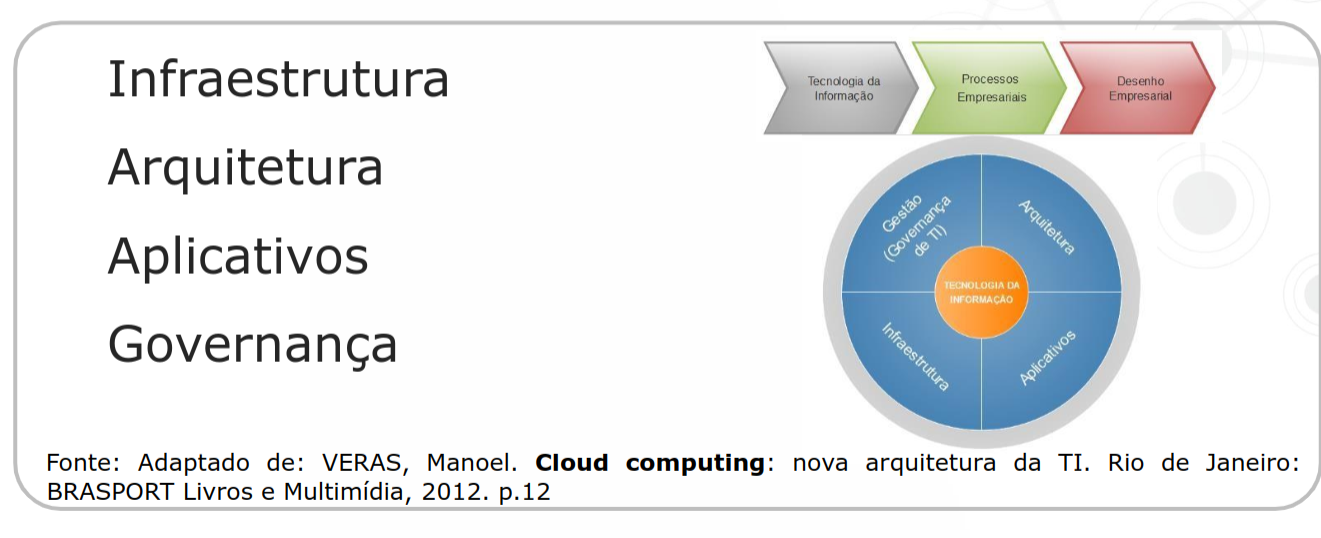 Infraestrutura
Arquitetura
Aplicativos
Governança
Tecnologia da
Informação
Processos
Empresariais
Desenho
Empresarial
Gestão
(Governança
de TI)
Arquitetura
TECNOLOGIA DA
INFORMAÇÃO
Infraestrutura
Aplicativos
Fonte: Adaptado de: VERAS, Manoel. Cloud computing: nova arquitetura da TI. Rio de Janeiro:
BRASPORT Livros e Multimídia, 2012. p.12